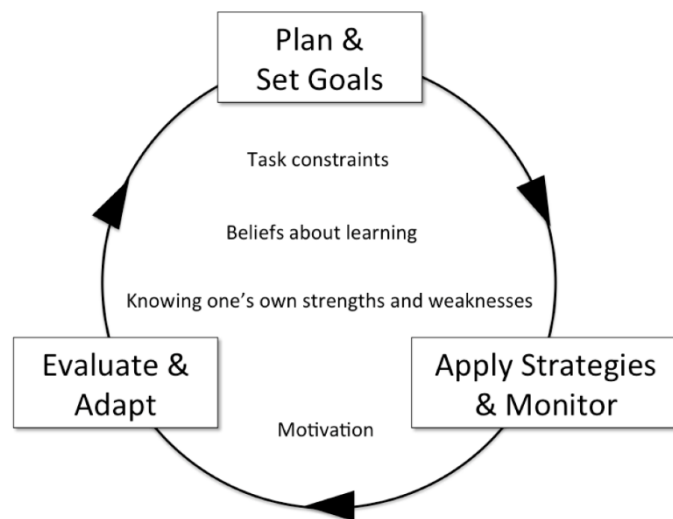 Plan &
Set Goals
Task constraints
Beliefs about learning
Knowing one’s own strengths and weaknesses
Evaluate &
Adapt
Apply Strategies
& Monitor
Motivation